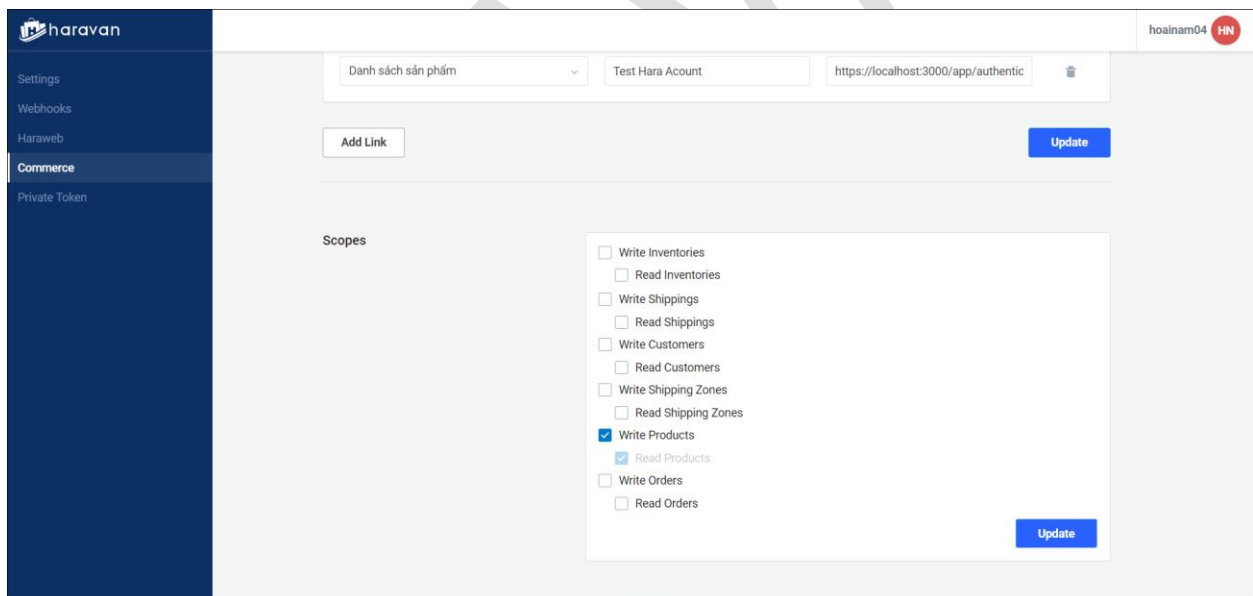 haravan
hoainam04 HN
Settings
Webhooks
Haraweb
Commerce
Private Token
Danh sách sản phẩm Test Hara Acount https://localhost:3000/app/authentic
Add Link Update
Scopes
Write Inventories
Read Inventories
Write Shippings
Read Shippings
Write Customers
Read Customers
Write Shipping Zones
Read Shipping Zones
Write Products
Read Products
Write Orders
Read Orders
Update